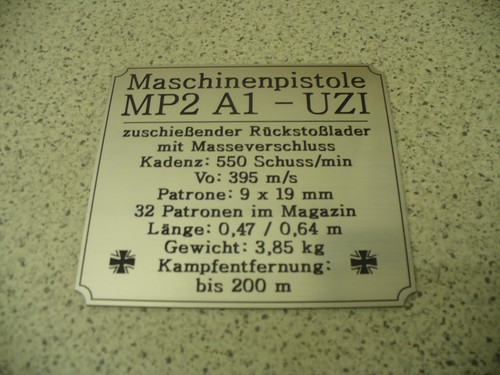 Maschinenpistole
MP2 A1 - UZI
zuschießender Rückstoßlader
mit Masseverschluss
Kadenz: 550 Schuss/min
Vo: 395 m/s
Patrone: 9 x 19 mm
32 Patronen im Magazin
Länge: 0,47 / 0,64 m
Gewicht: 3,85 kg
Kampfentfernung:
bis 200 m